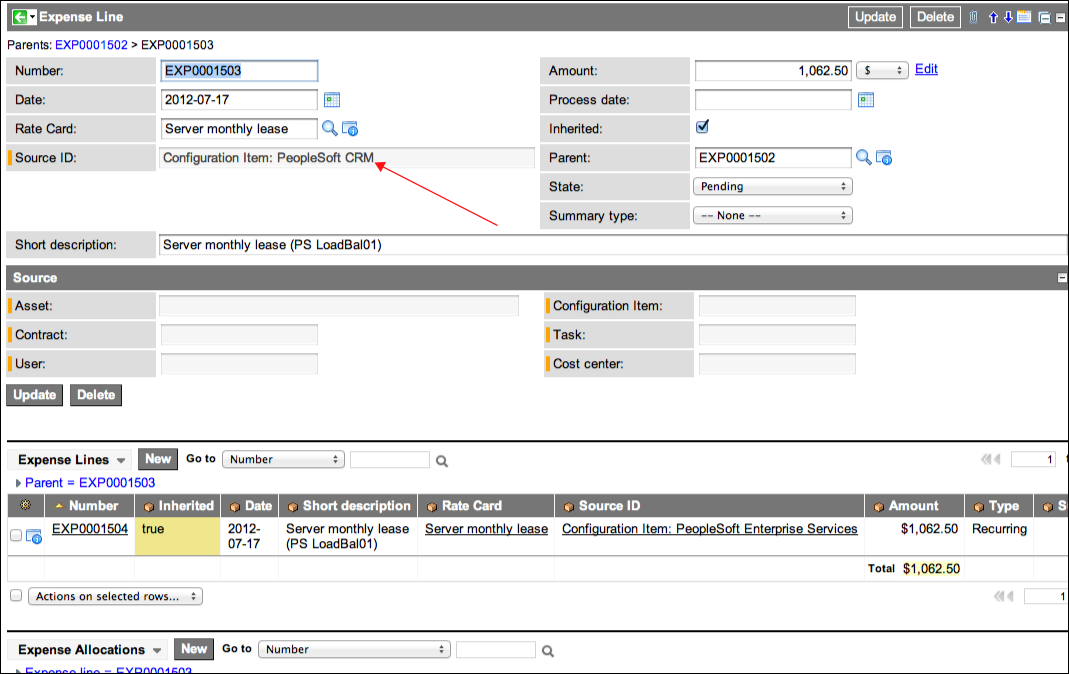 Expense Line Update Delete
Parents: EXP0001502 > EXP0001503
Number: EXP0001503 Amount: 1,062.50 $ Edit
Date: 2012-07-17 Process date:
Rate Card: Server monthly lease Inherited:
Source ID: Configuration Item: PeopleSoft CRM Parent: EXP0001502
State: Pending
Summary type: -- None --
Short description: Server monthly lease (PS LoadBal01)
Source
Asset: Configuration Item:
Contract: Task:
User: Cost center:
Update Delete
Expense Lines New Go to Number 1
Parent = EXP0001503
Number Inherited Date Short description Rate Card Source ID Amount Type S
EXP0001504 true 2012- Server monthly lease Server monthly lease Configuration Item: PeopleSoft Enterprise Services $1,062.50 Recurring
07-17 (PS LoadBal01)
Total $1,062.50
Actions on selected rows... 1
Expense Allocations New Go to Number
Expense line = EXP0001503